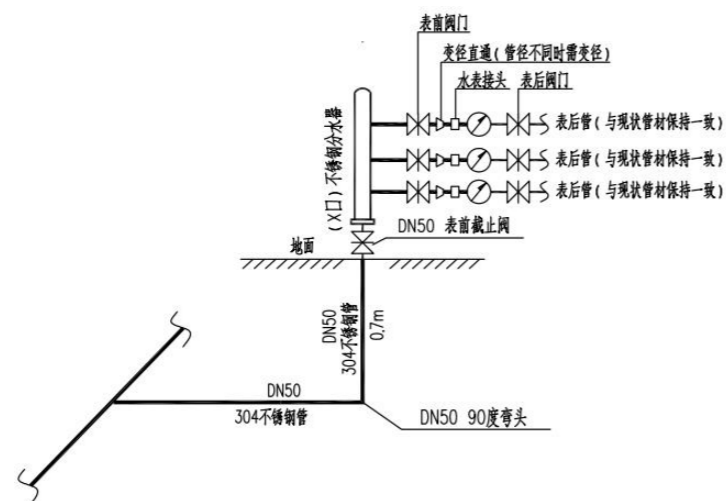 表前阀门
变径直通(管径不同时需变径)
水表接头
表后阀门
表后管(与现状管材保持一致)
表后管(与现状管材保持一致)
表后管(与现状管材保持一致)
(X口)不锈钢分水器
DN50 表前截止阀
地面
DN50
304不锈钢管
0.7m
DN50
304不锈钢管
DN50 90度弯头